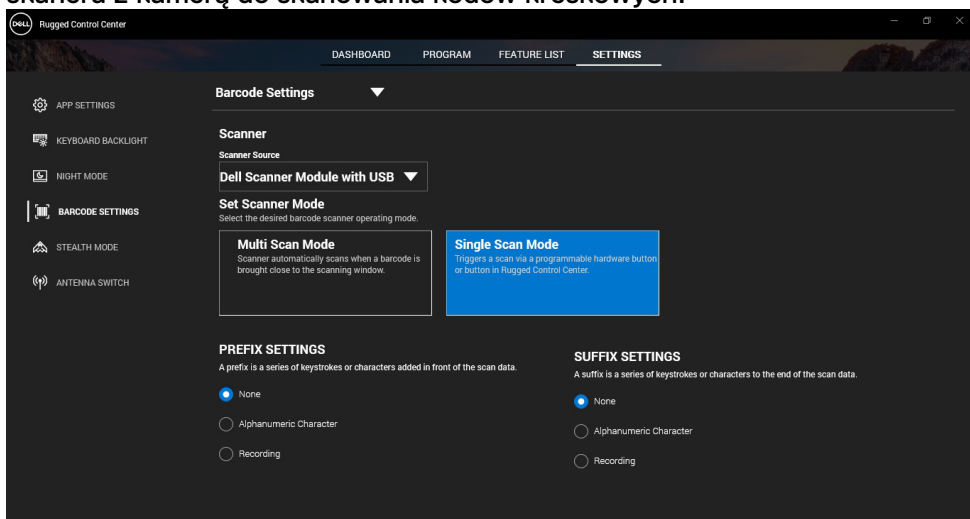 skanera z kamerą do skanowania kodów kreskowych.
DELL Rugged Control Center
DASHBOARD PROGRAM FEATURE LIST SETTINGS
APP SETTINGS
KEYBOARD BACKLIGHT
NIGHT MODE
BARCODE SETTINGS
STEALTH MODE
ANTENNA SWITCH
Barcode Settings
Scanner
Scanner Source
Dell Scanner Module with USB
Set Scanner Mode
Select the desired barcode scanner operating mode.
Multi Scan Mode
Scanner automatically scans when a barcode is
brought close to the scanning window.
Single Scan Mode
Triggers a scan via a programmable hardware button
or button in Rugged Control Center.
PREFIX SETTINGS
A prefix is a series of keystrokes or characters added in front of the scan data.
None
Alphanumeric Character
Recording
SUFFIX SETTINGS
A suffix is a series of keystrokes or characters to the end of the scan data.
None
Alphanumeric Character
Recording